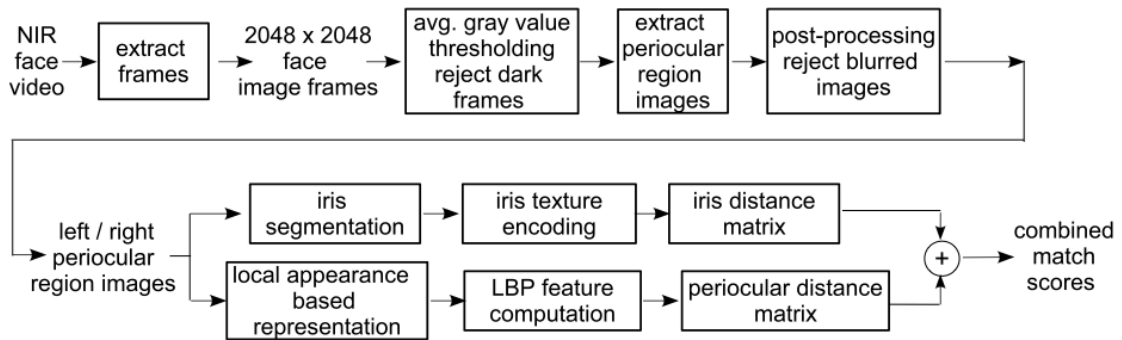 NIR
face
video
extract
frames
2048 x 2048
face
image frames
avg. gray value
thresholding
reject dark
frames
extract
periocular
region
images
post-processing
reject blurred
images
left / right
periocular
region images
iris
segmentation
iris texture
encoding
iris distance
matrix
local appearance
based
representation
LBP feature
computation
periocular distance
matrix
+
combined
match
scores